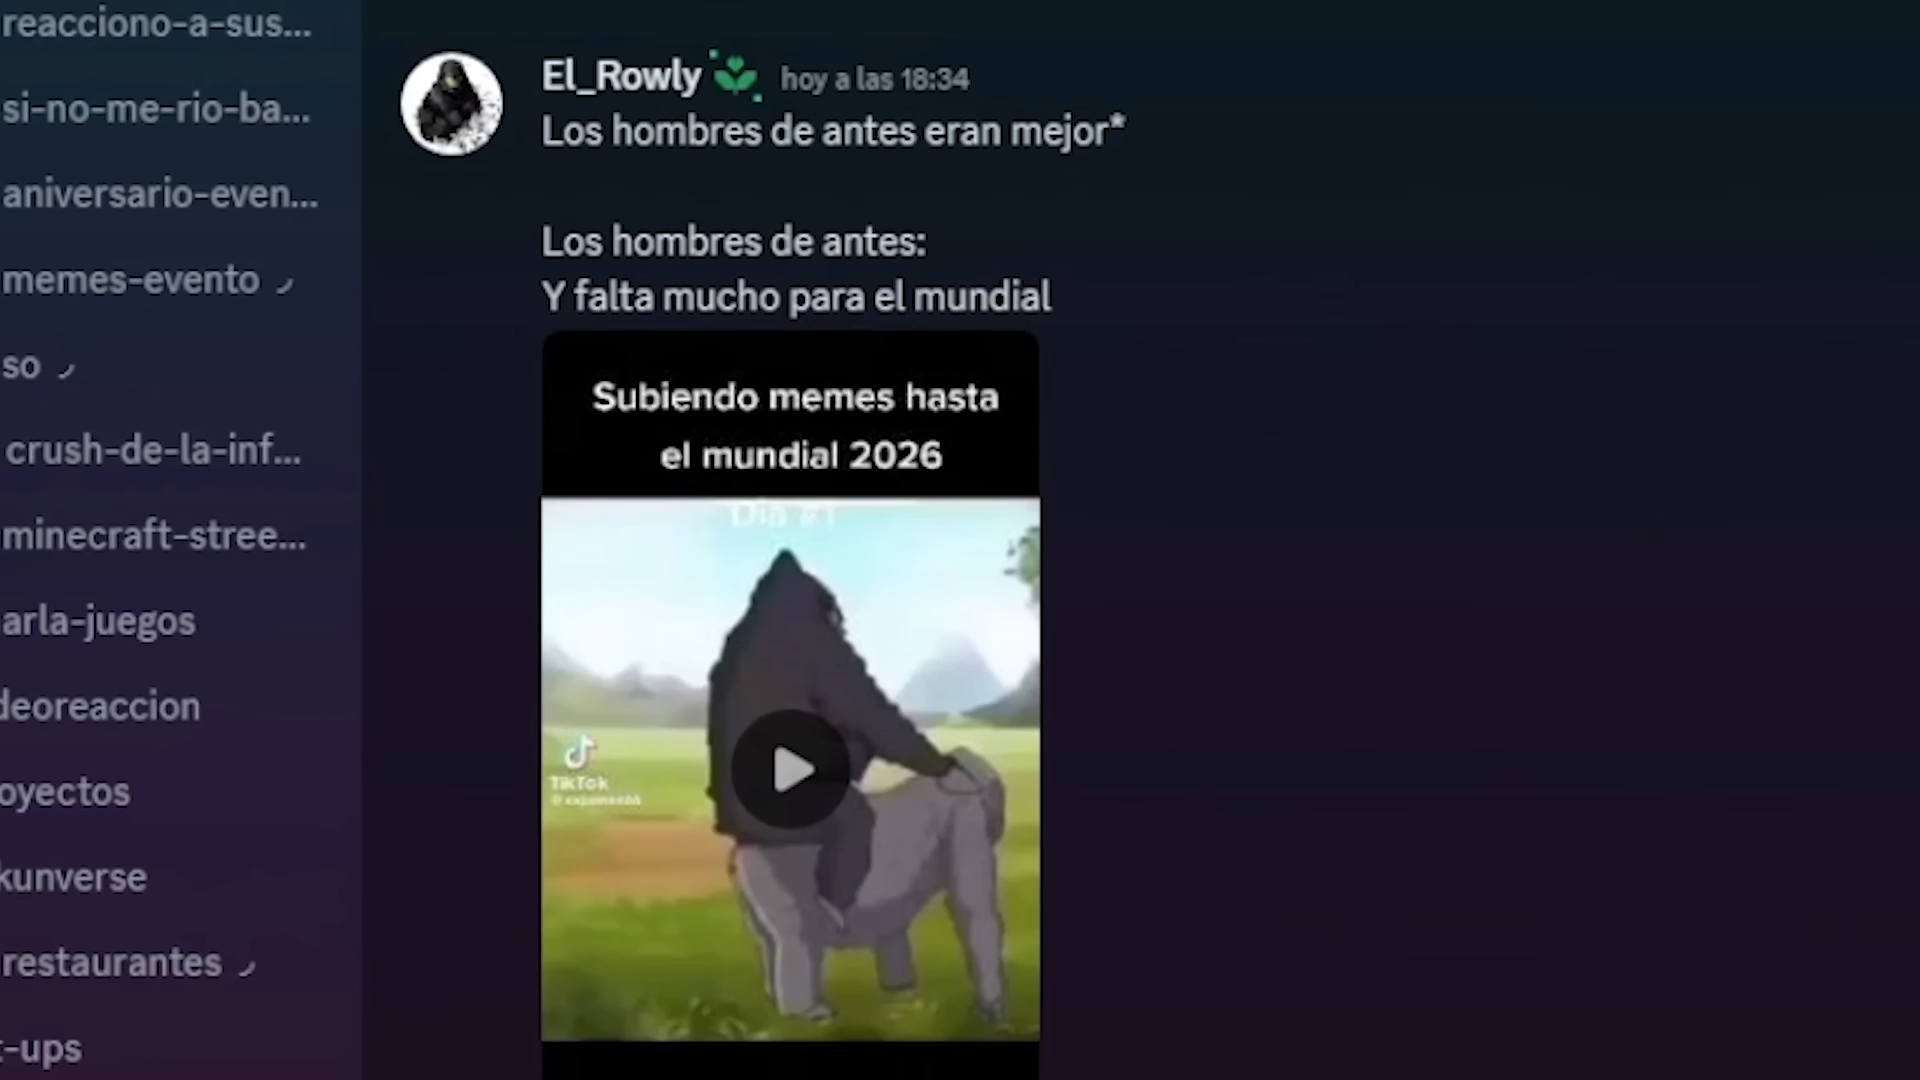 reacciono-a-sus...
si-no-me-rio-ba...
aniversario-even...
memes-evento
so
crush-de-la-inf...
minecraft-stree...
arla-juegos
deoreaccion
oyectos
kunverse
restaurantes
t-ups
El_Rowly hoy a las 18:34
Los hombres de antes eran mejor*
Los hombres de antes:
Y falta mucho para el mundial
Subiendo memes hasta
el mundial 2026
Dia #1
TikTok